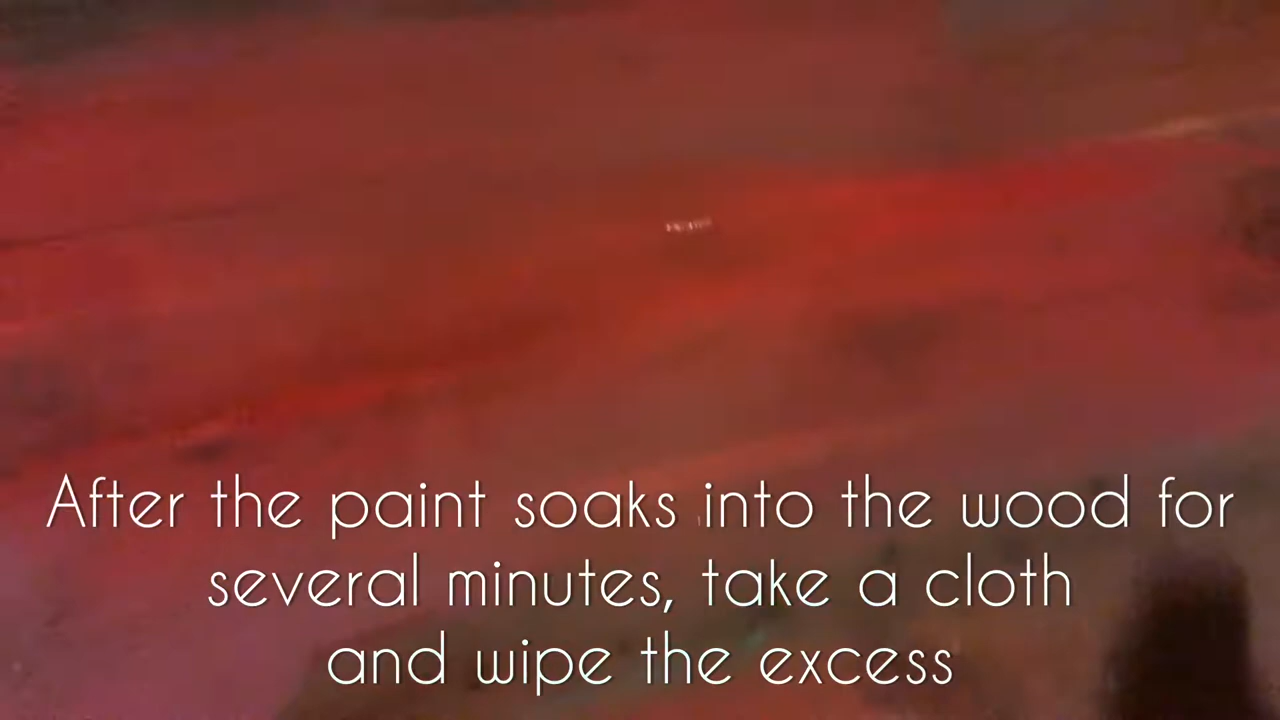 After the paint soaks into the wood for
several minutes, take a cloth
and wipe the excess